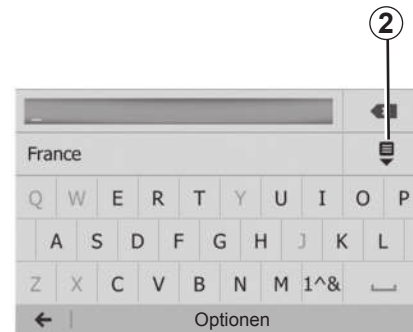 2
_
France
Q W E R T Y U I O P
A S D F G H J K L
Z X C V B N M 1^&
Optionen